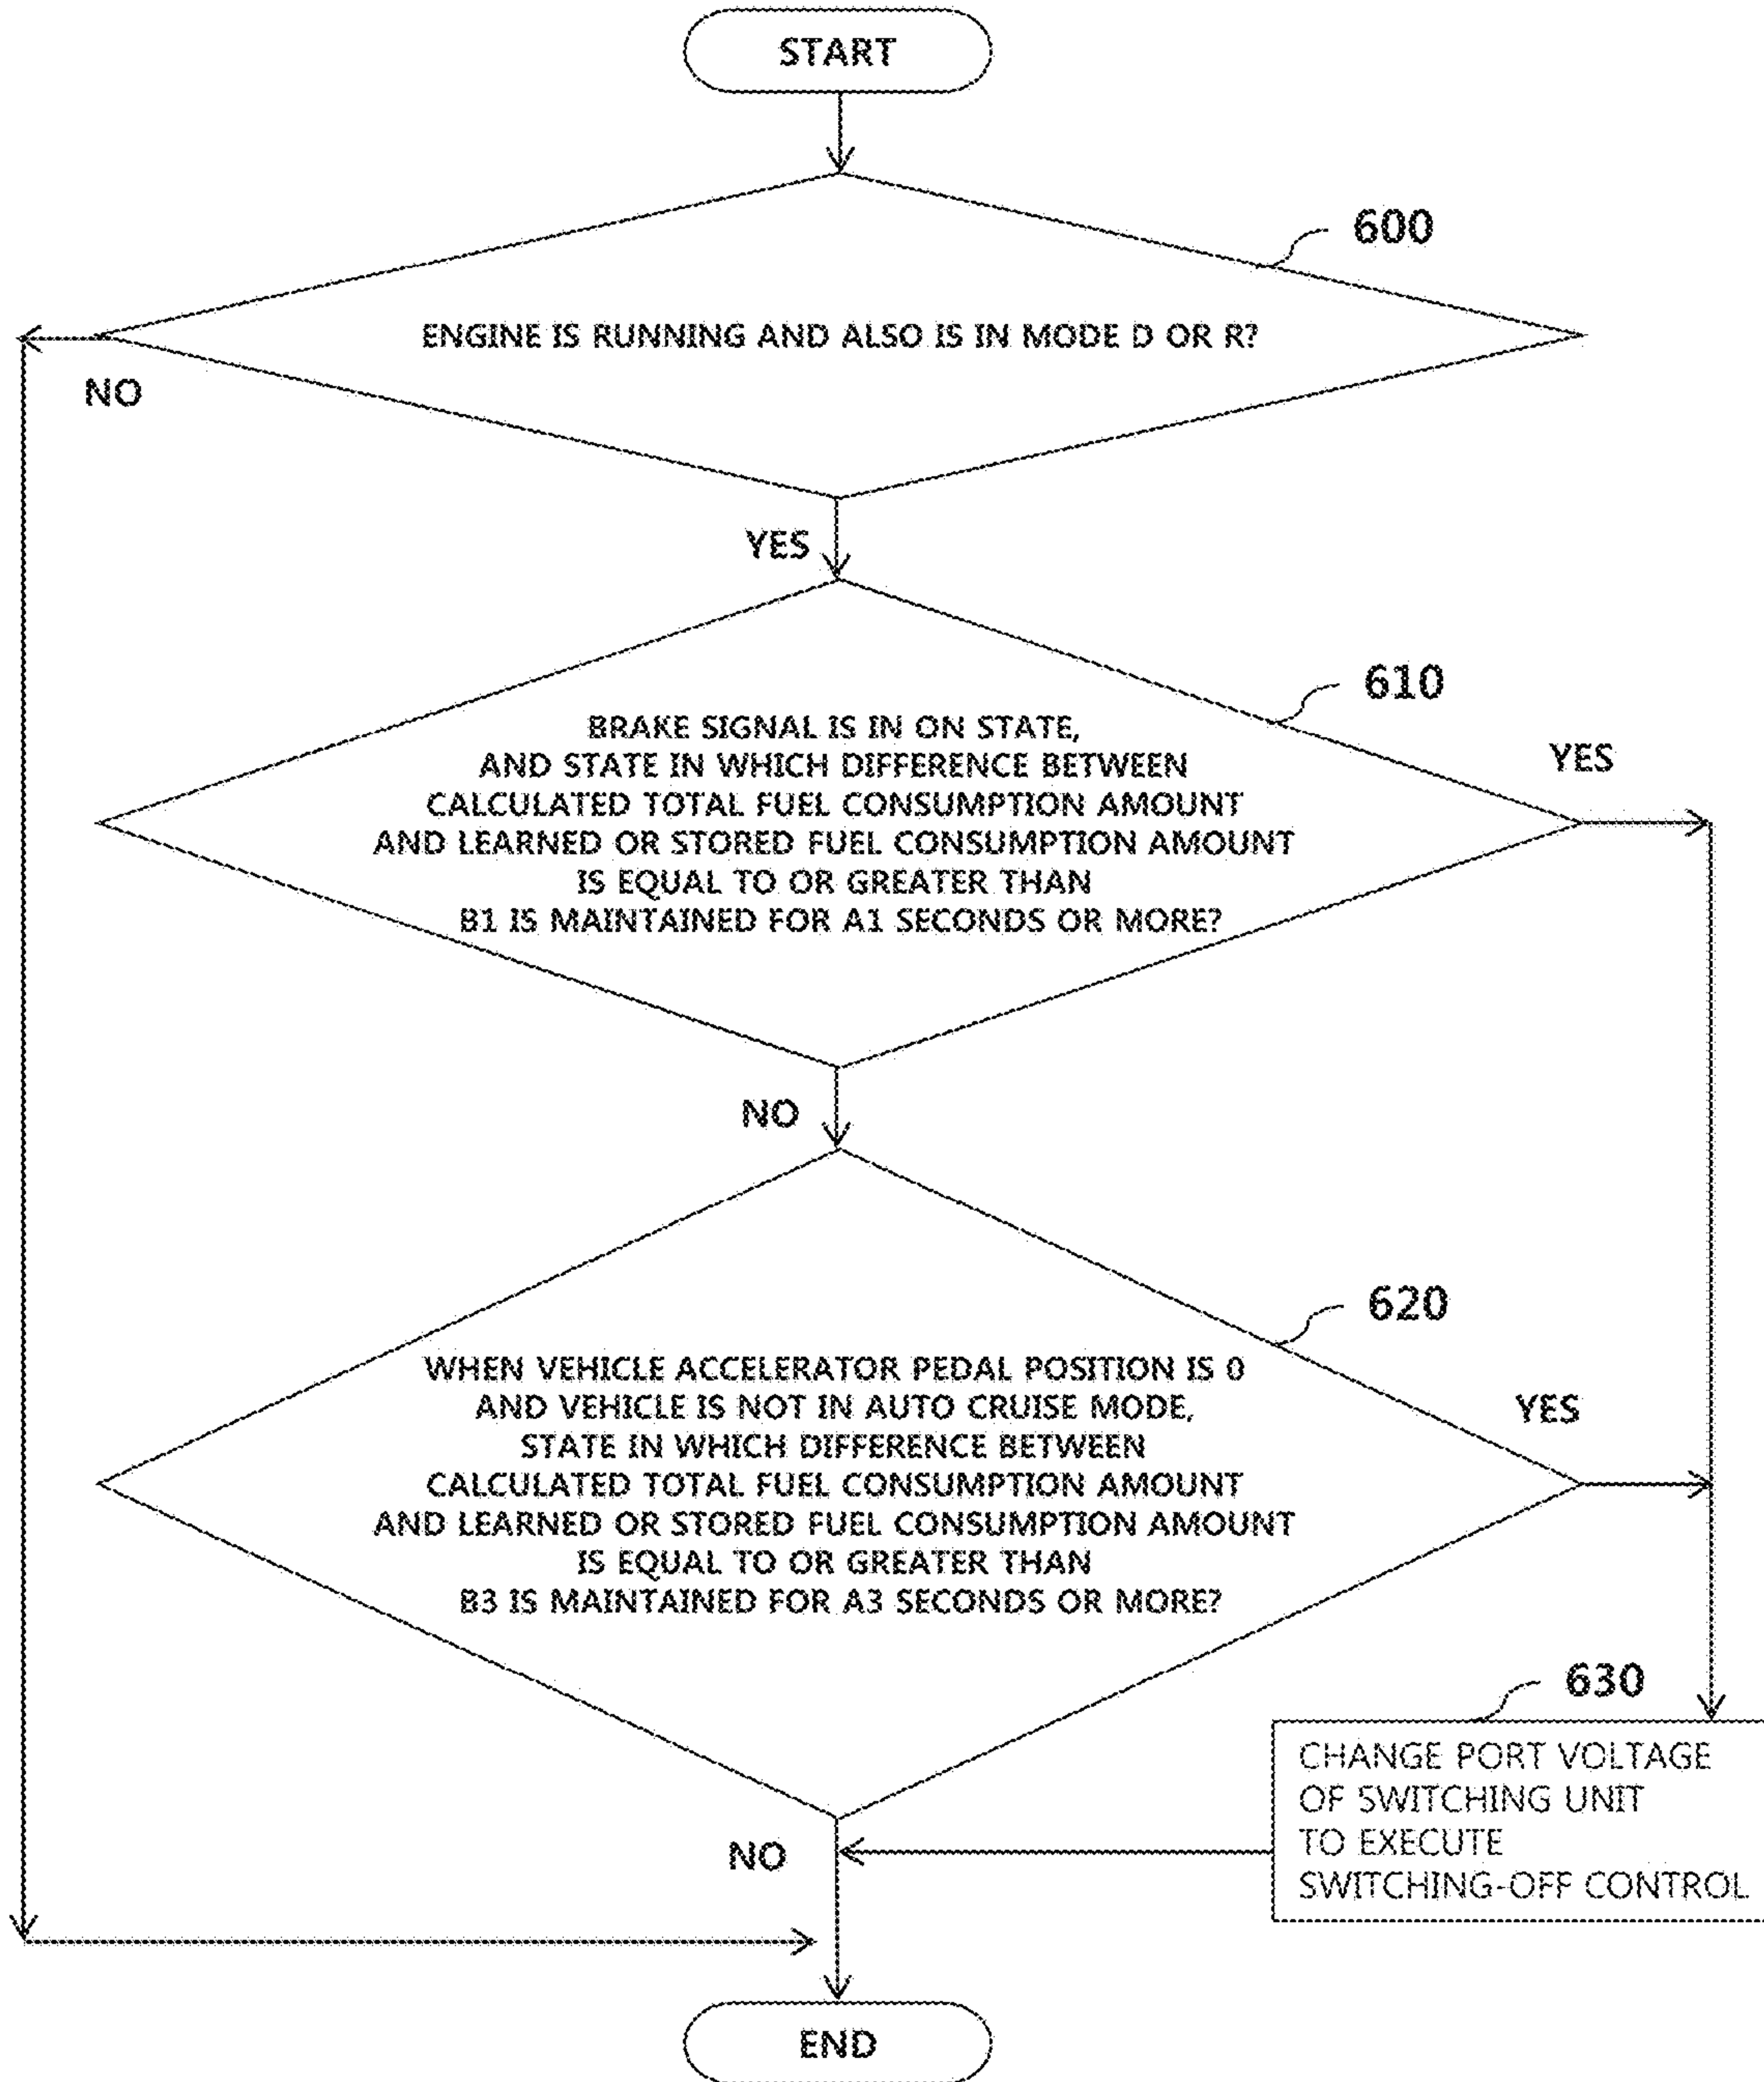 START
600
ENGINE IS RUNNING AND ALSO IS IN MODE D OR R?
NO
YES
610
BRAKE SIGNAL IS IN ON STATE,
AND STATE IN WHICH DIFFERENCE BETWEEN
CALCULATED TOTAL FUEL CONSUMPTION AMOUNT
AND LEARNED OR STORED FUEL CONSUMPTION AMOUNT
IS EQUAL TO OR GREATER THAN
B1 IS MAINTAINED FOR A1 SECONDS OR MORE?
YES
NO
620
WHEN VEHICLE ACCELERATOR PEDAL POSITION IS 0
AND VEHICLE IS NOT IN AUTO CRUISE MODE,
STATE IN WHICH DIFFERENCE BETWEEN
CALCULATED TOTAL FUEL CONSUMPTION AMOUNT
AND LEARNED OR STORED FUEL CONSUMPTION AMOUNT
IS EQUAL TO OR GREATER THAN
B3 IS MAINTAINED FOR A3 SECONDS OR MORE?
YES
630
CHANGE PORT VOLTAGE
OF SWITCHING UNIT
TO EXECUTE
SWITCHING-OFF CONTROL
NO
END